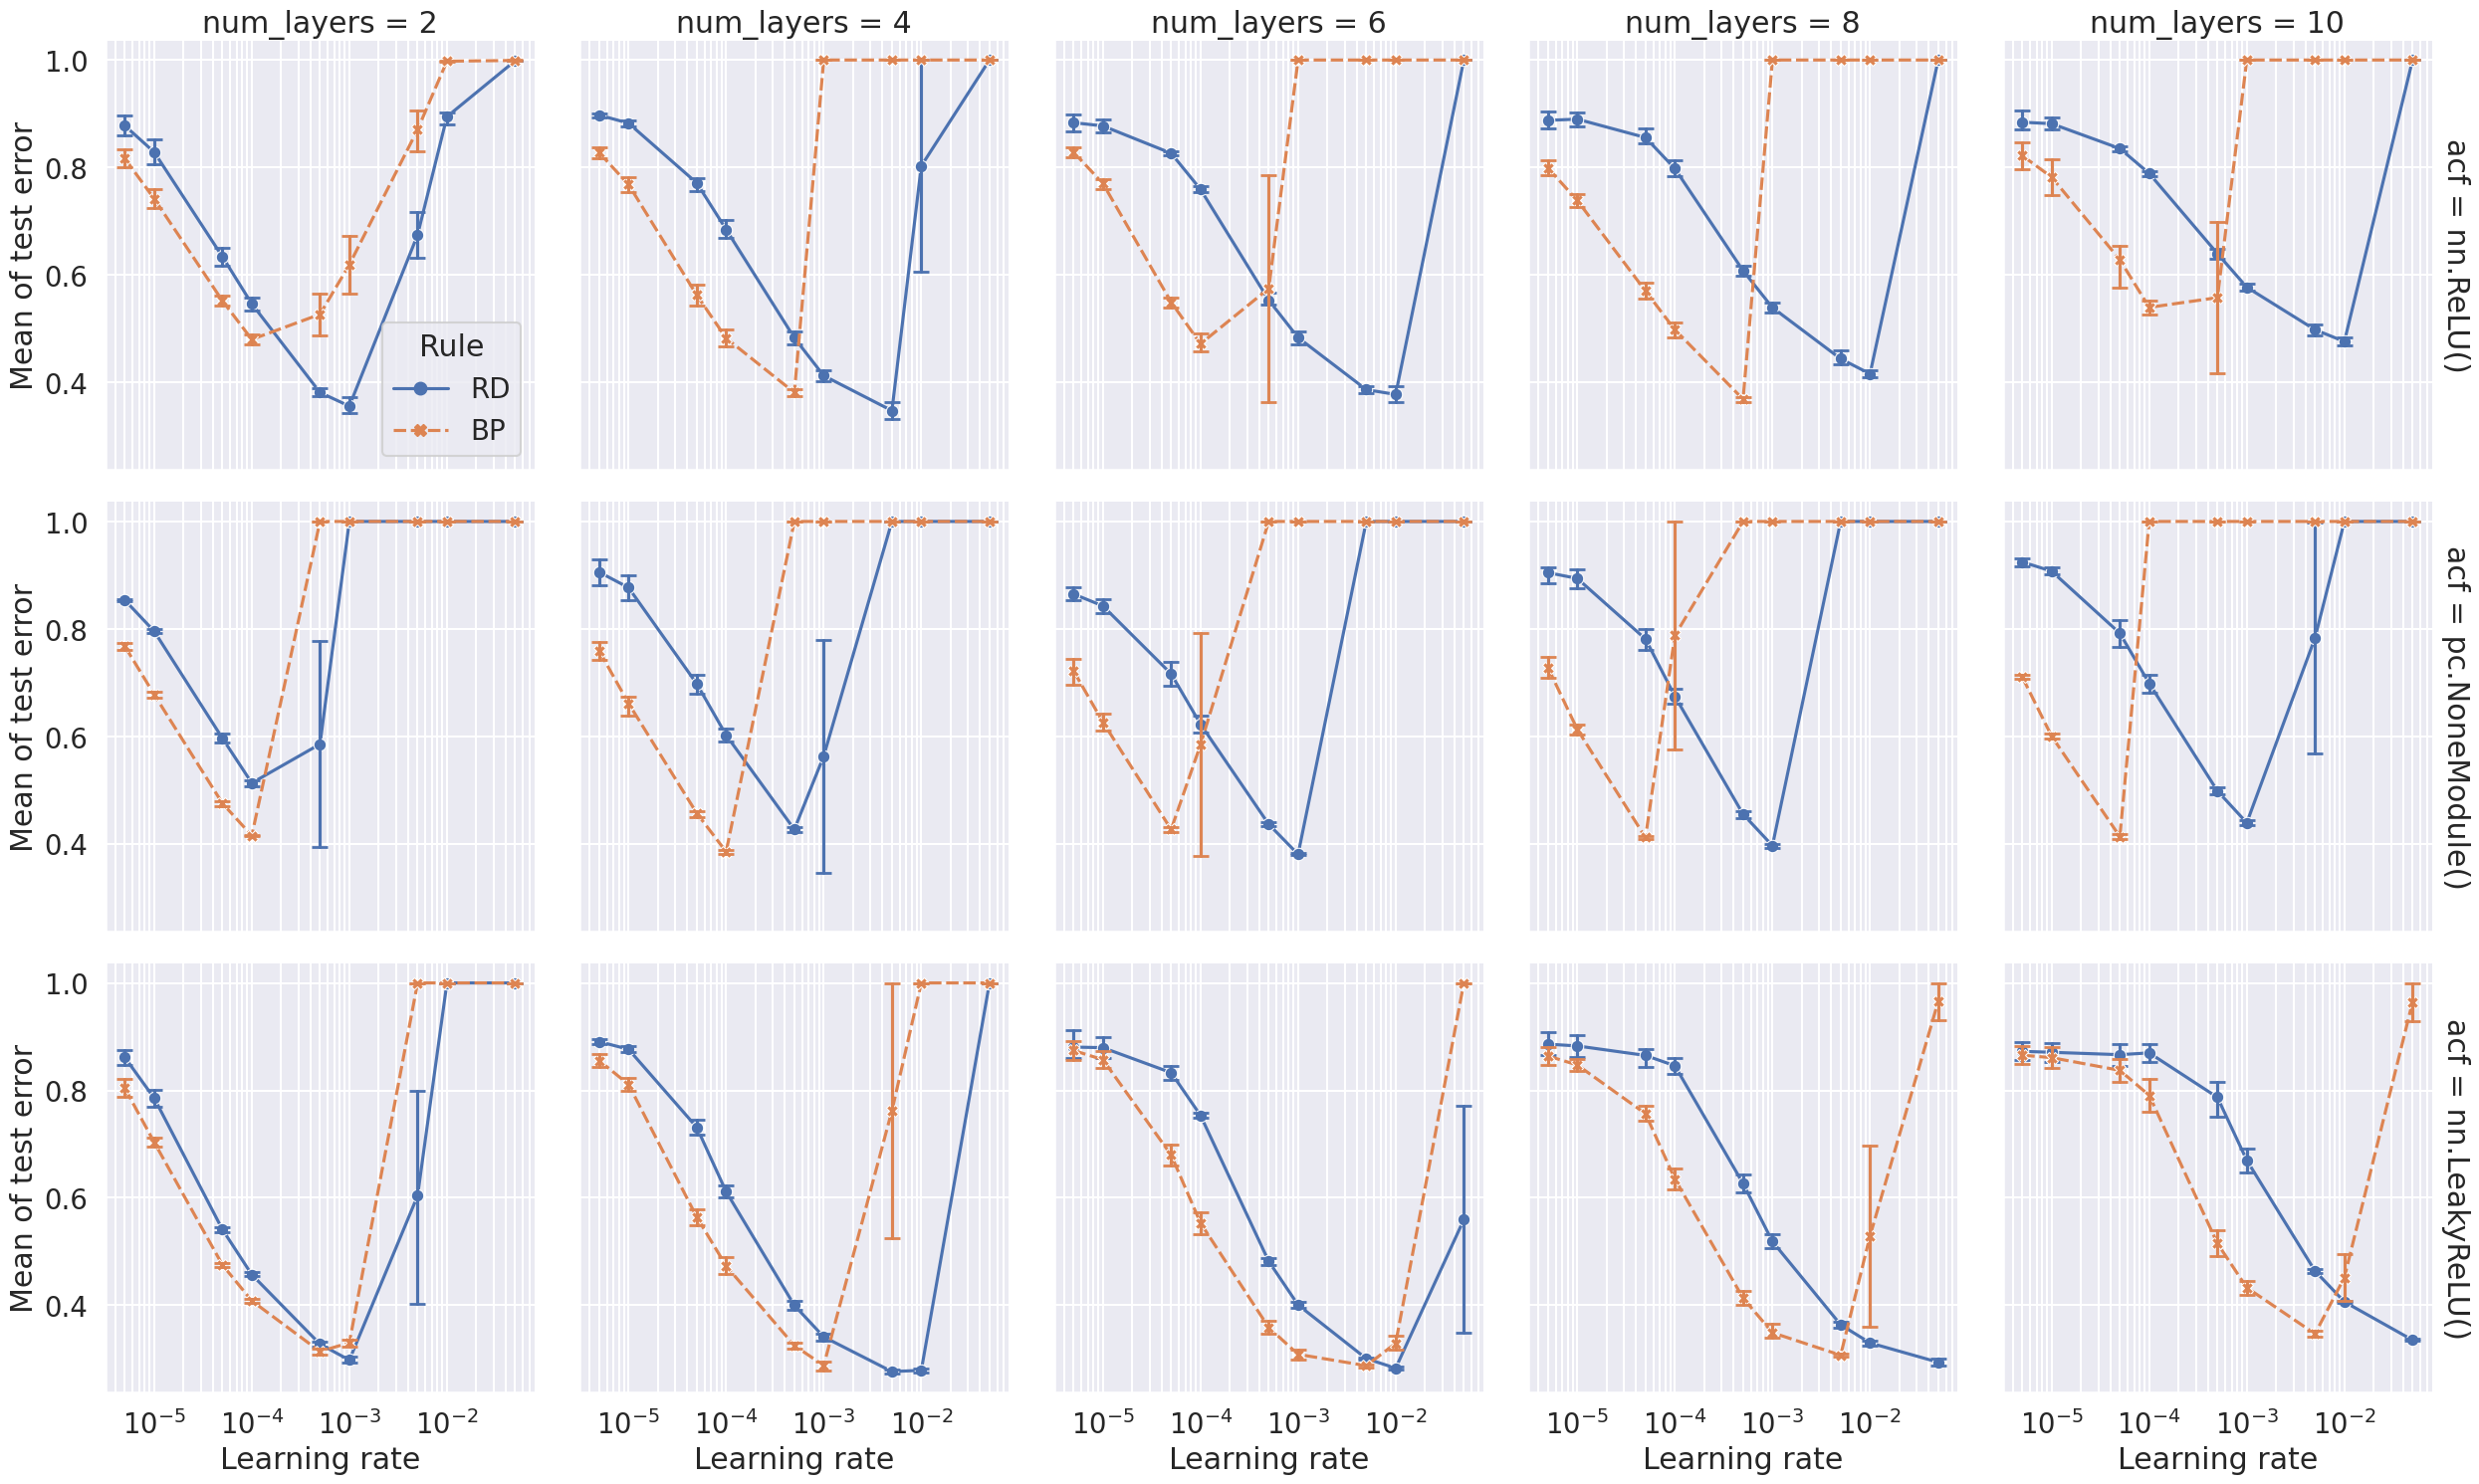 num_layers = 2
num_layers = 4
num_layers = 6
num_layers = 8
num_layers = 10
Mean of test error
1.0
0.8
0.6
0.4
Rule
RD
BP
acf = nn.ReLU()
Mean of test error
1.0
0.8
0.6
0.4
acf = pc.NoneModule()
Mean of test error
1.0
0.8
0.6
0.4
acf = nn.LeakyReLU()
10⁻⁵ 10⁻⁴ 10⁻³ 10⁻²
10⁻⁵ 10⁻⁴ 10⁻³ 10⁻²
10⁻⁵ 10⁻⁴ 10⁻³ 10⁻²
10⁻⁵ 10⁻⁴ 10⁻³ 10⁻²
10⁻⁵ 10⁻⁴ 10⁻³ 10⁻²
Learning rate
Learning rate
Learning rate
Learning rate
Learning rate